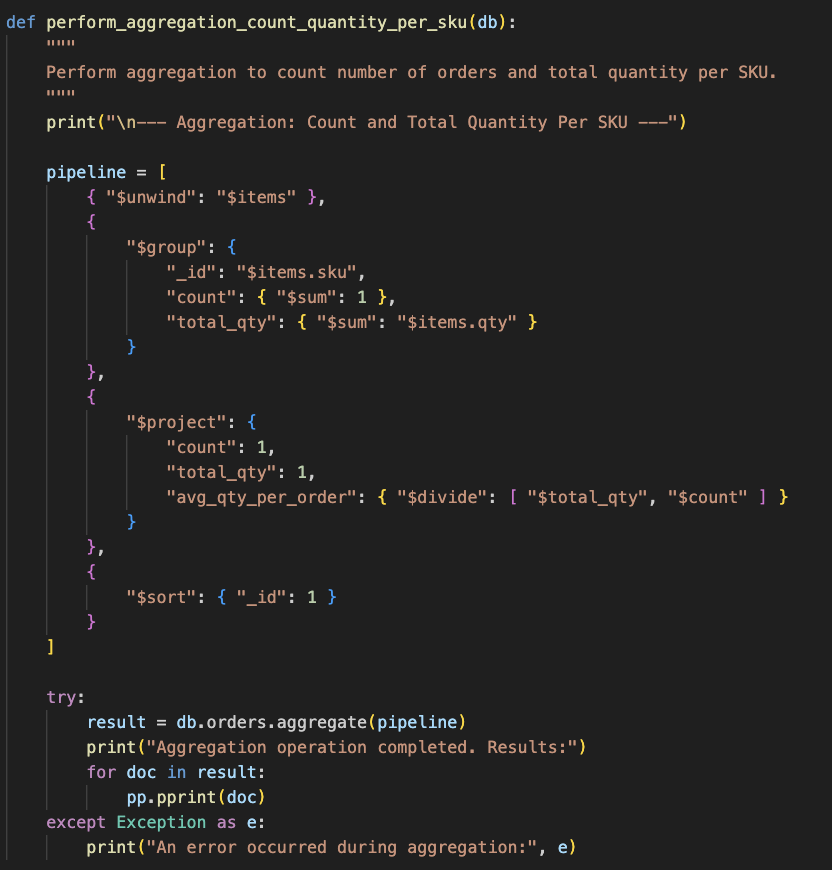 def perform_aggregation_count_quantity_per_sku(db):
    """
    Perform aggregation to count number of orders and total quantity per SKU.
    """
    print("\n--- Aggregation: Count and Total Quantity Per SKU ---")

    pipeline = [
        { "$unwind": "$items" },
        {
            "$group": {
                "_id": "$items.sku",
                "count": { "$sum": 1 },
                "total_qty": { "$sum": "$items.qty" }
            }
        },
        {
            "$project": {
                "count": 1,
                "total_qty": 1,
                "avg_qty_per_order": { "$divide": [ "$total_qty", "$count" ] }
            }
        },
        {
            "$sort": { "_id": 1 }
        }
    ]

    try:
        result = db.orders.aggregate(pipeline)
        print("Aggregation operation completed. Results:")
        for doc in result:
            pp.pprint(doc)
    except Exception as e:
        print("An error occurred during aggregation:", e)